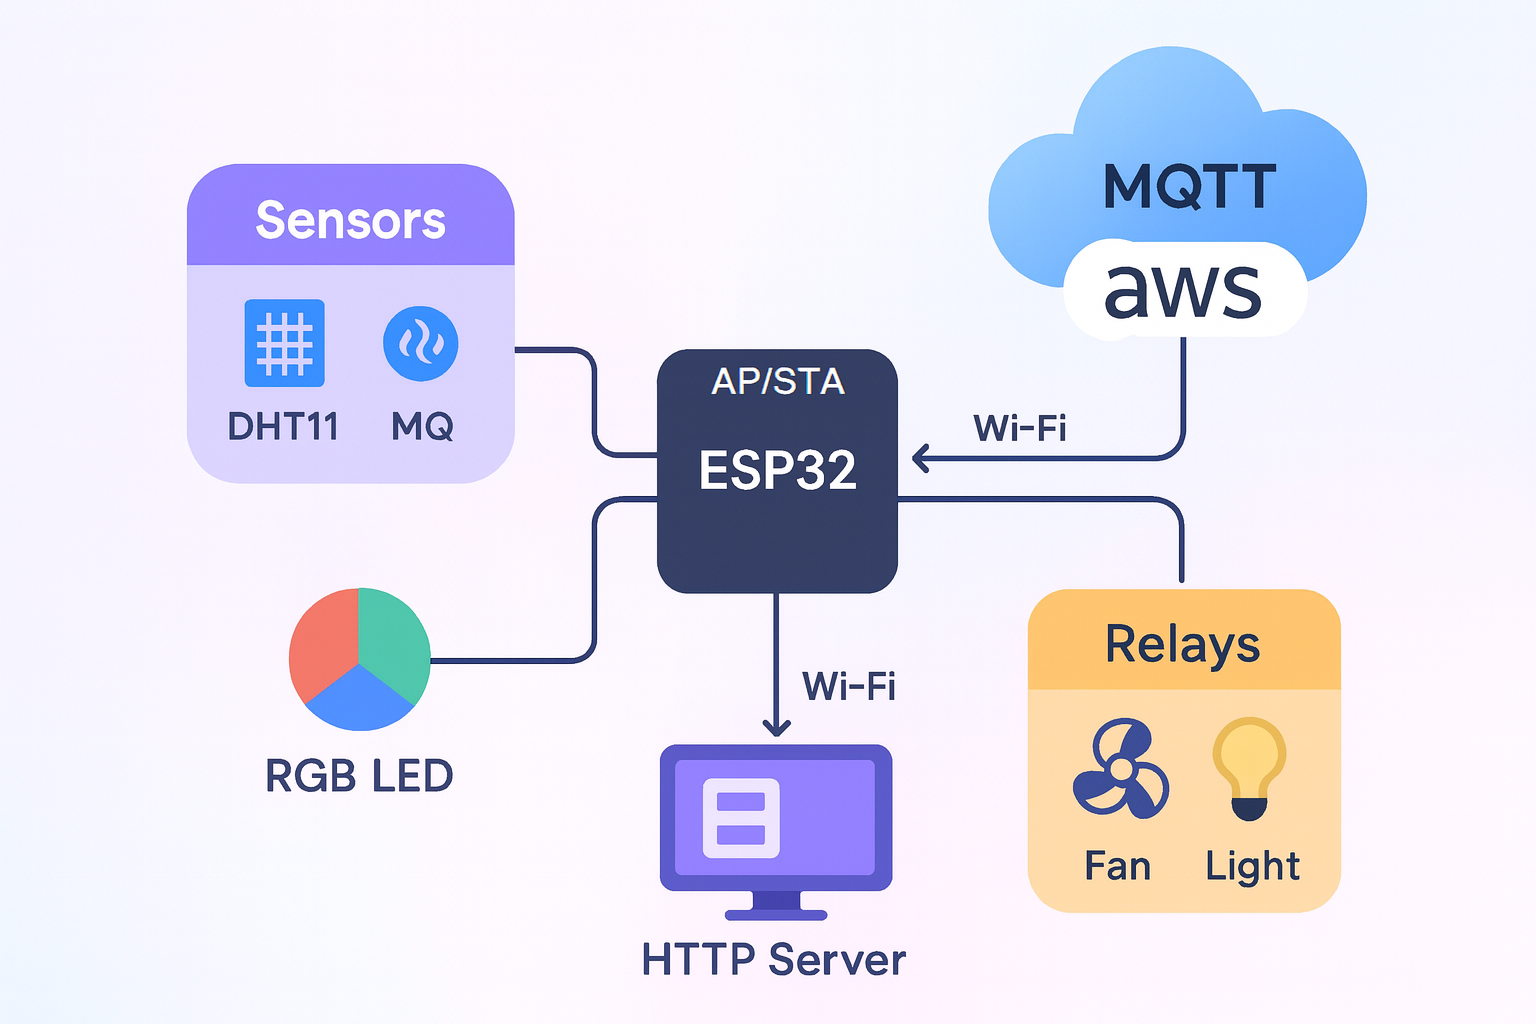 Sensors
DHT11
MQ
MQTT
aws
AP/STA
ESP32
Wi-Fi
RGB LED
Wi-Fi
HTTP Server
Relays
Fan
Light